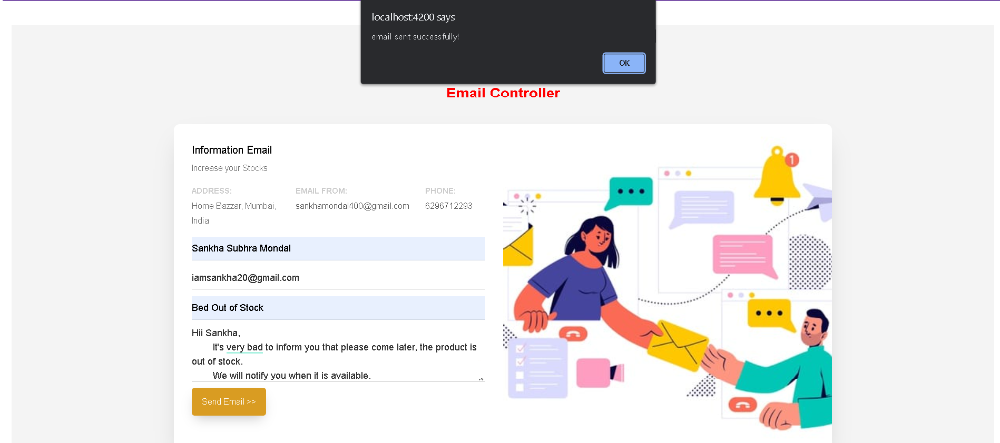 localhost:4200 says
email sent successfully!
OK
Email Controller
Information Email
Increase your Stocks
ADDRESS:
Home Bazzar, Mumbai,
India
EMAIL FROM:
sankhamondal400@gmail.com
PHONE:
6296712293
Sankha Subhra Mondal
iamsankha20@gmail.com
Bed Out of Stock
Hii Sankha,
It's very bad to inform you that please come later, the product is
out of stock.
We will notify you when it is available.
Send Email >>
1